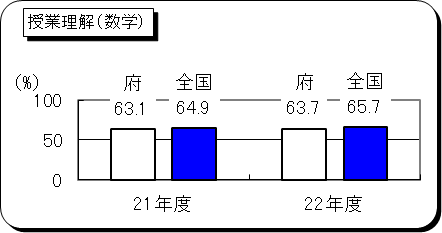 授業理解(数学)
(%)
府 全国 府 全国
100
63.1 64.9 63.7 65.7
50
0
21年度 22年度